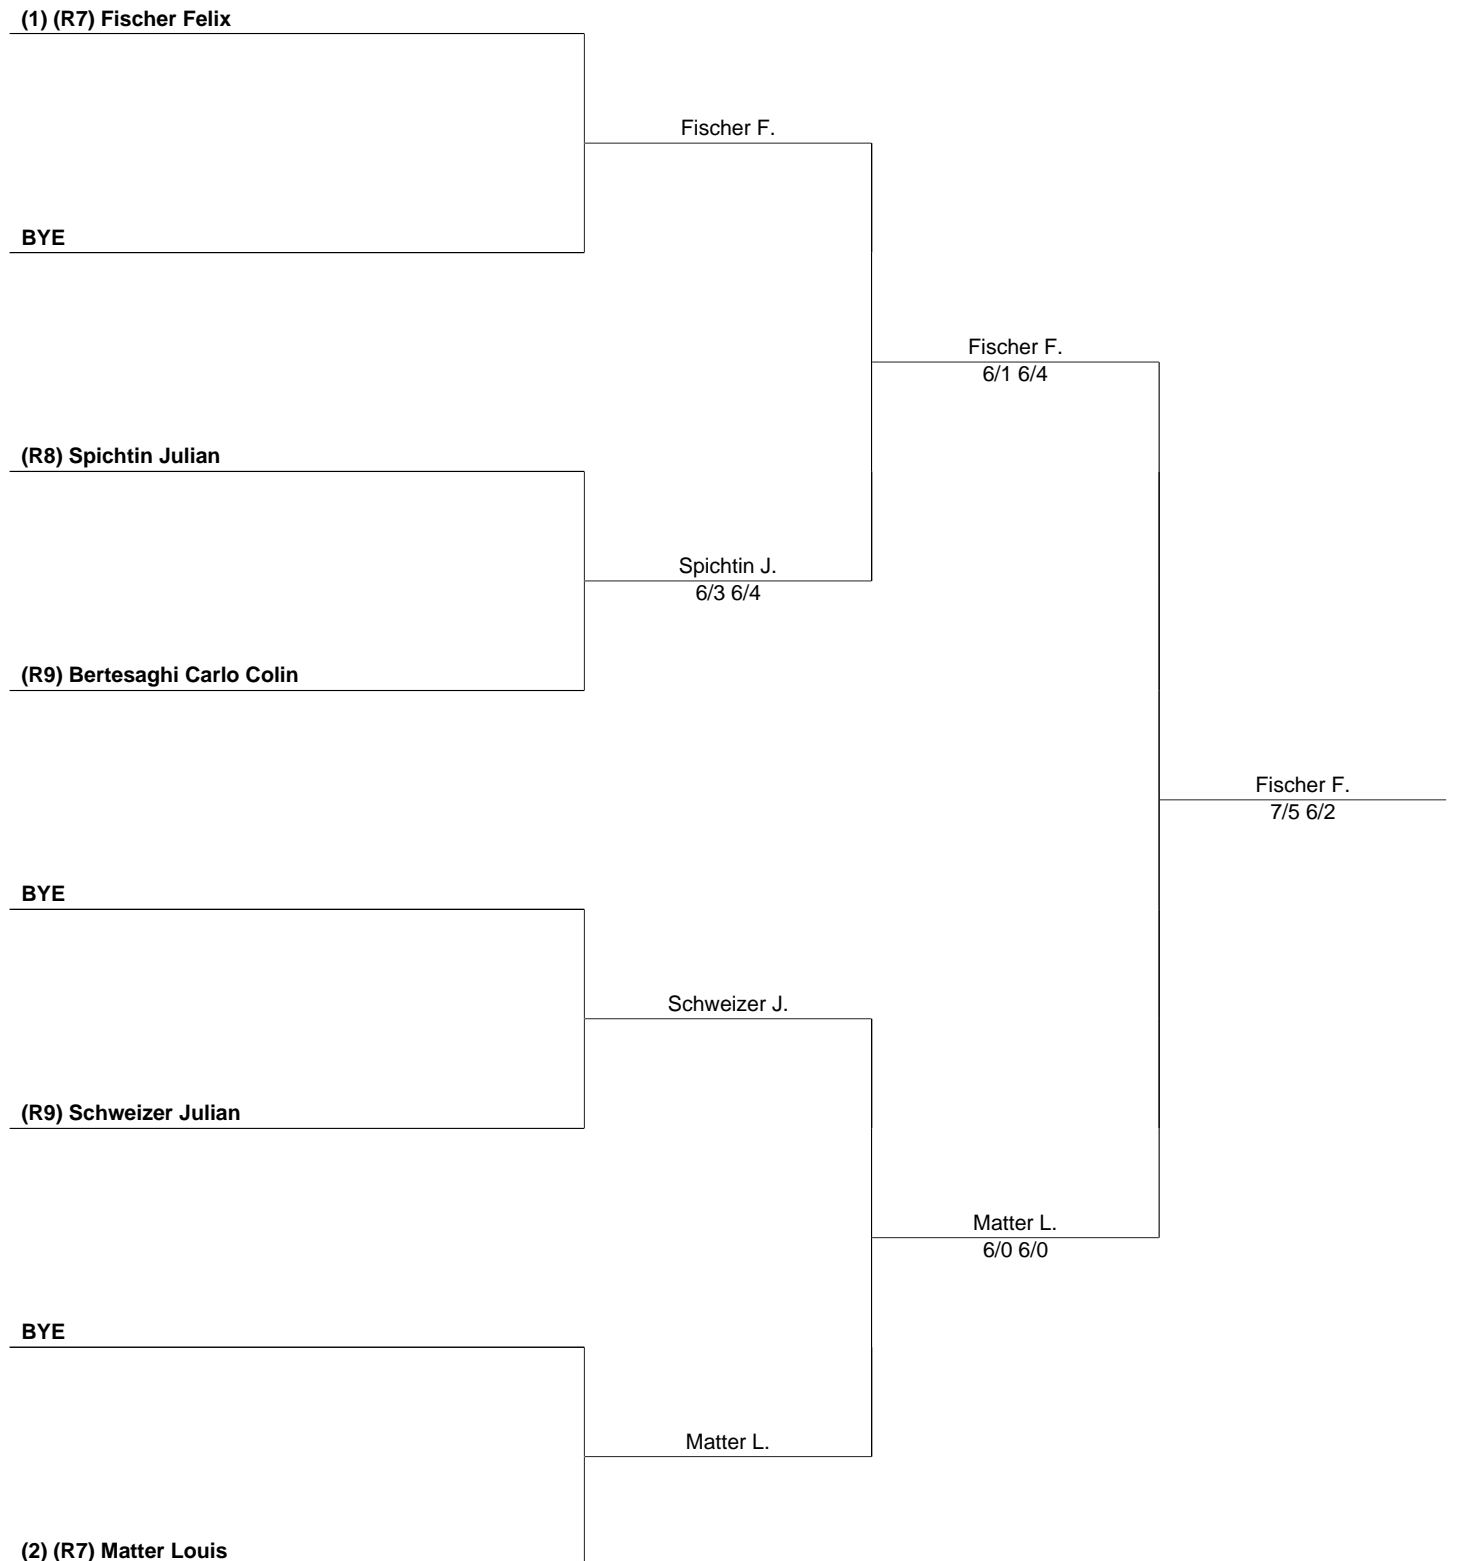 (1) (R7) Fischer Felix
Fischer F.
BYE
Fischer F.
6/1 6/4
(R8) Spichtin Julian
Spichtin J.
6/3 6/4
(R9) Bertesaghi Carlo Colin
Fischer F.
7/5 6/2
BYE
Schweizer J.
(R9) Schweizer Julian
Matter L.
6/0 6/0
BYE
Matter L.
(2) (R7) Matter Louis